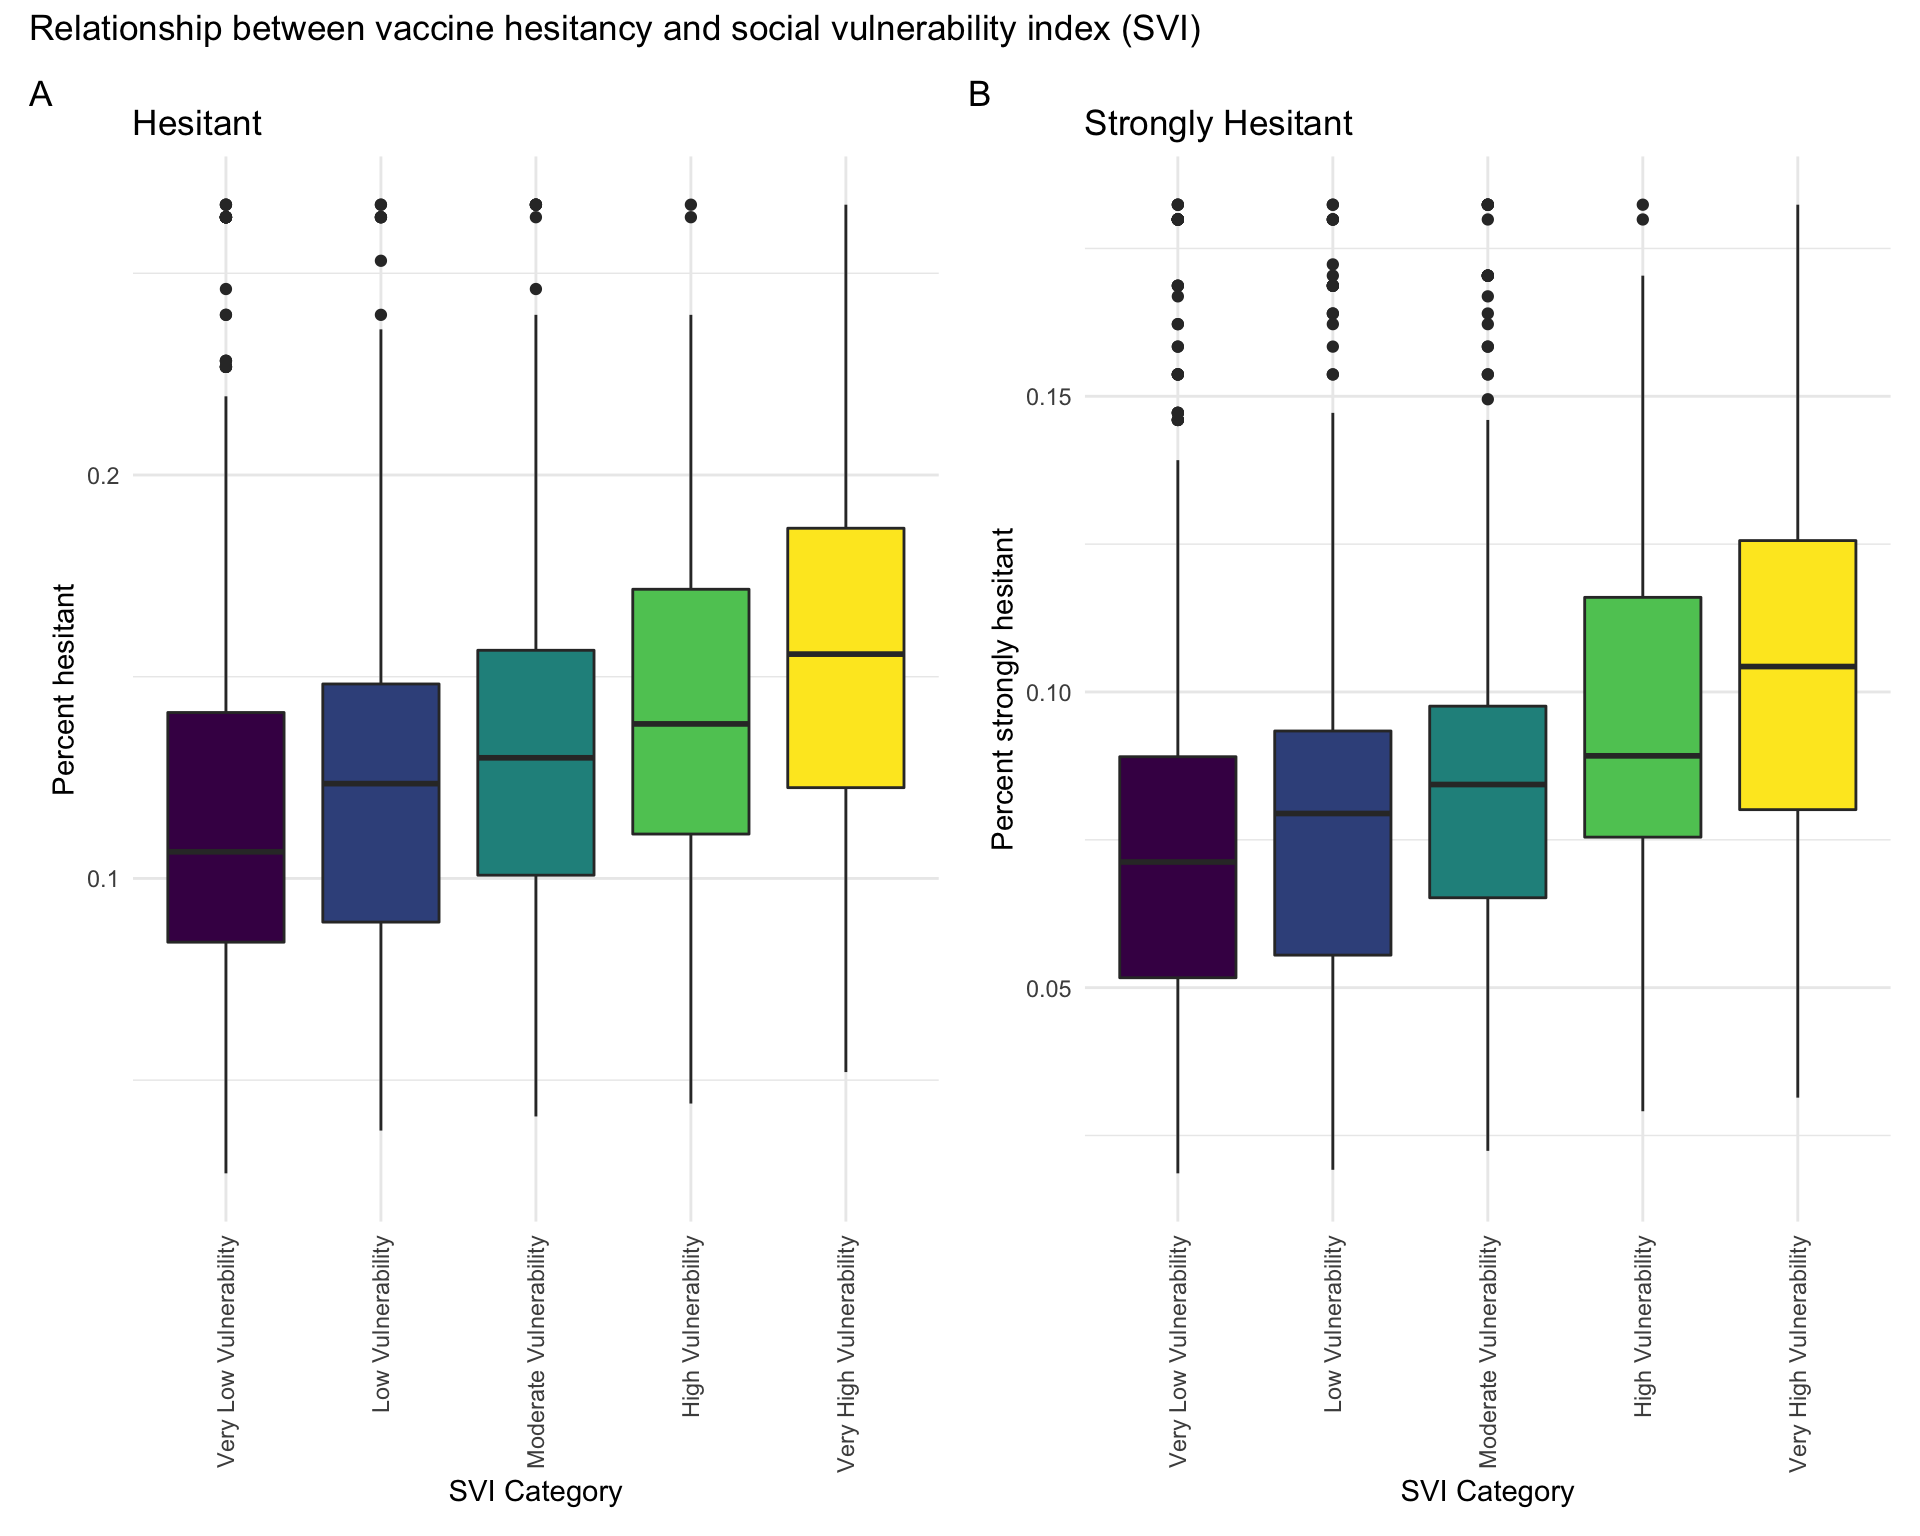 Relationship between vaccine hesitancy and social vulnerability index (SVI)
A
Hesitant
Percent hesitant
0.2
0.1
Very Low Vulnerability
Low Vulnerability
Moderate Vulnerability
High Vulnerability
Very High Vulnerability
SVI Category
B
Strongly Hesitant
Percent strongly hesitant
0.15
0.10
0.05
Very Low Vulnerability
Low Vulnerability
Moderate Vulnerability
High Vulnerability
Very High Vulnerability
SVI Category